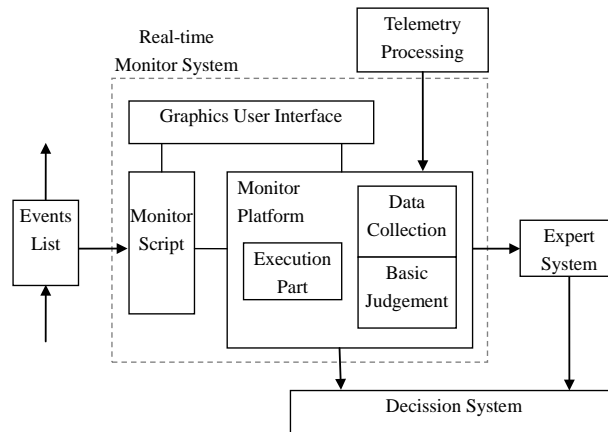 Real-time
Monitor System
Telemetry
Processing
Graphics User Interface
Events
List
Monitor
Script
Monitor
Platform
Execution
Part
Data
Collection
Basic
Judgement
Expert
System
Decission System